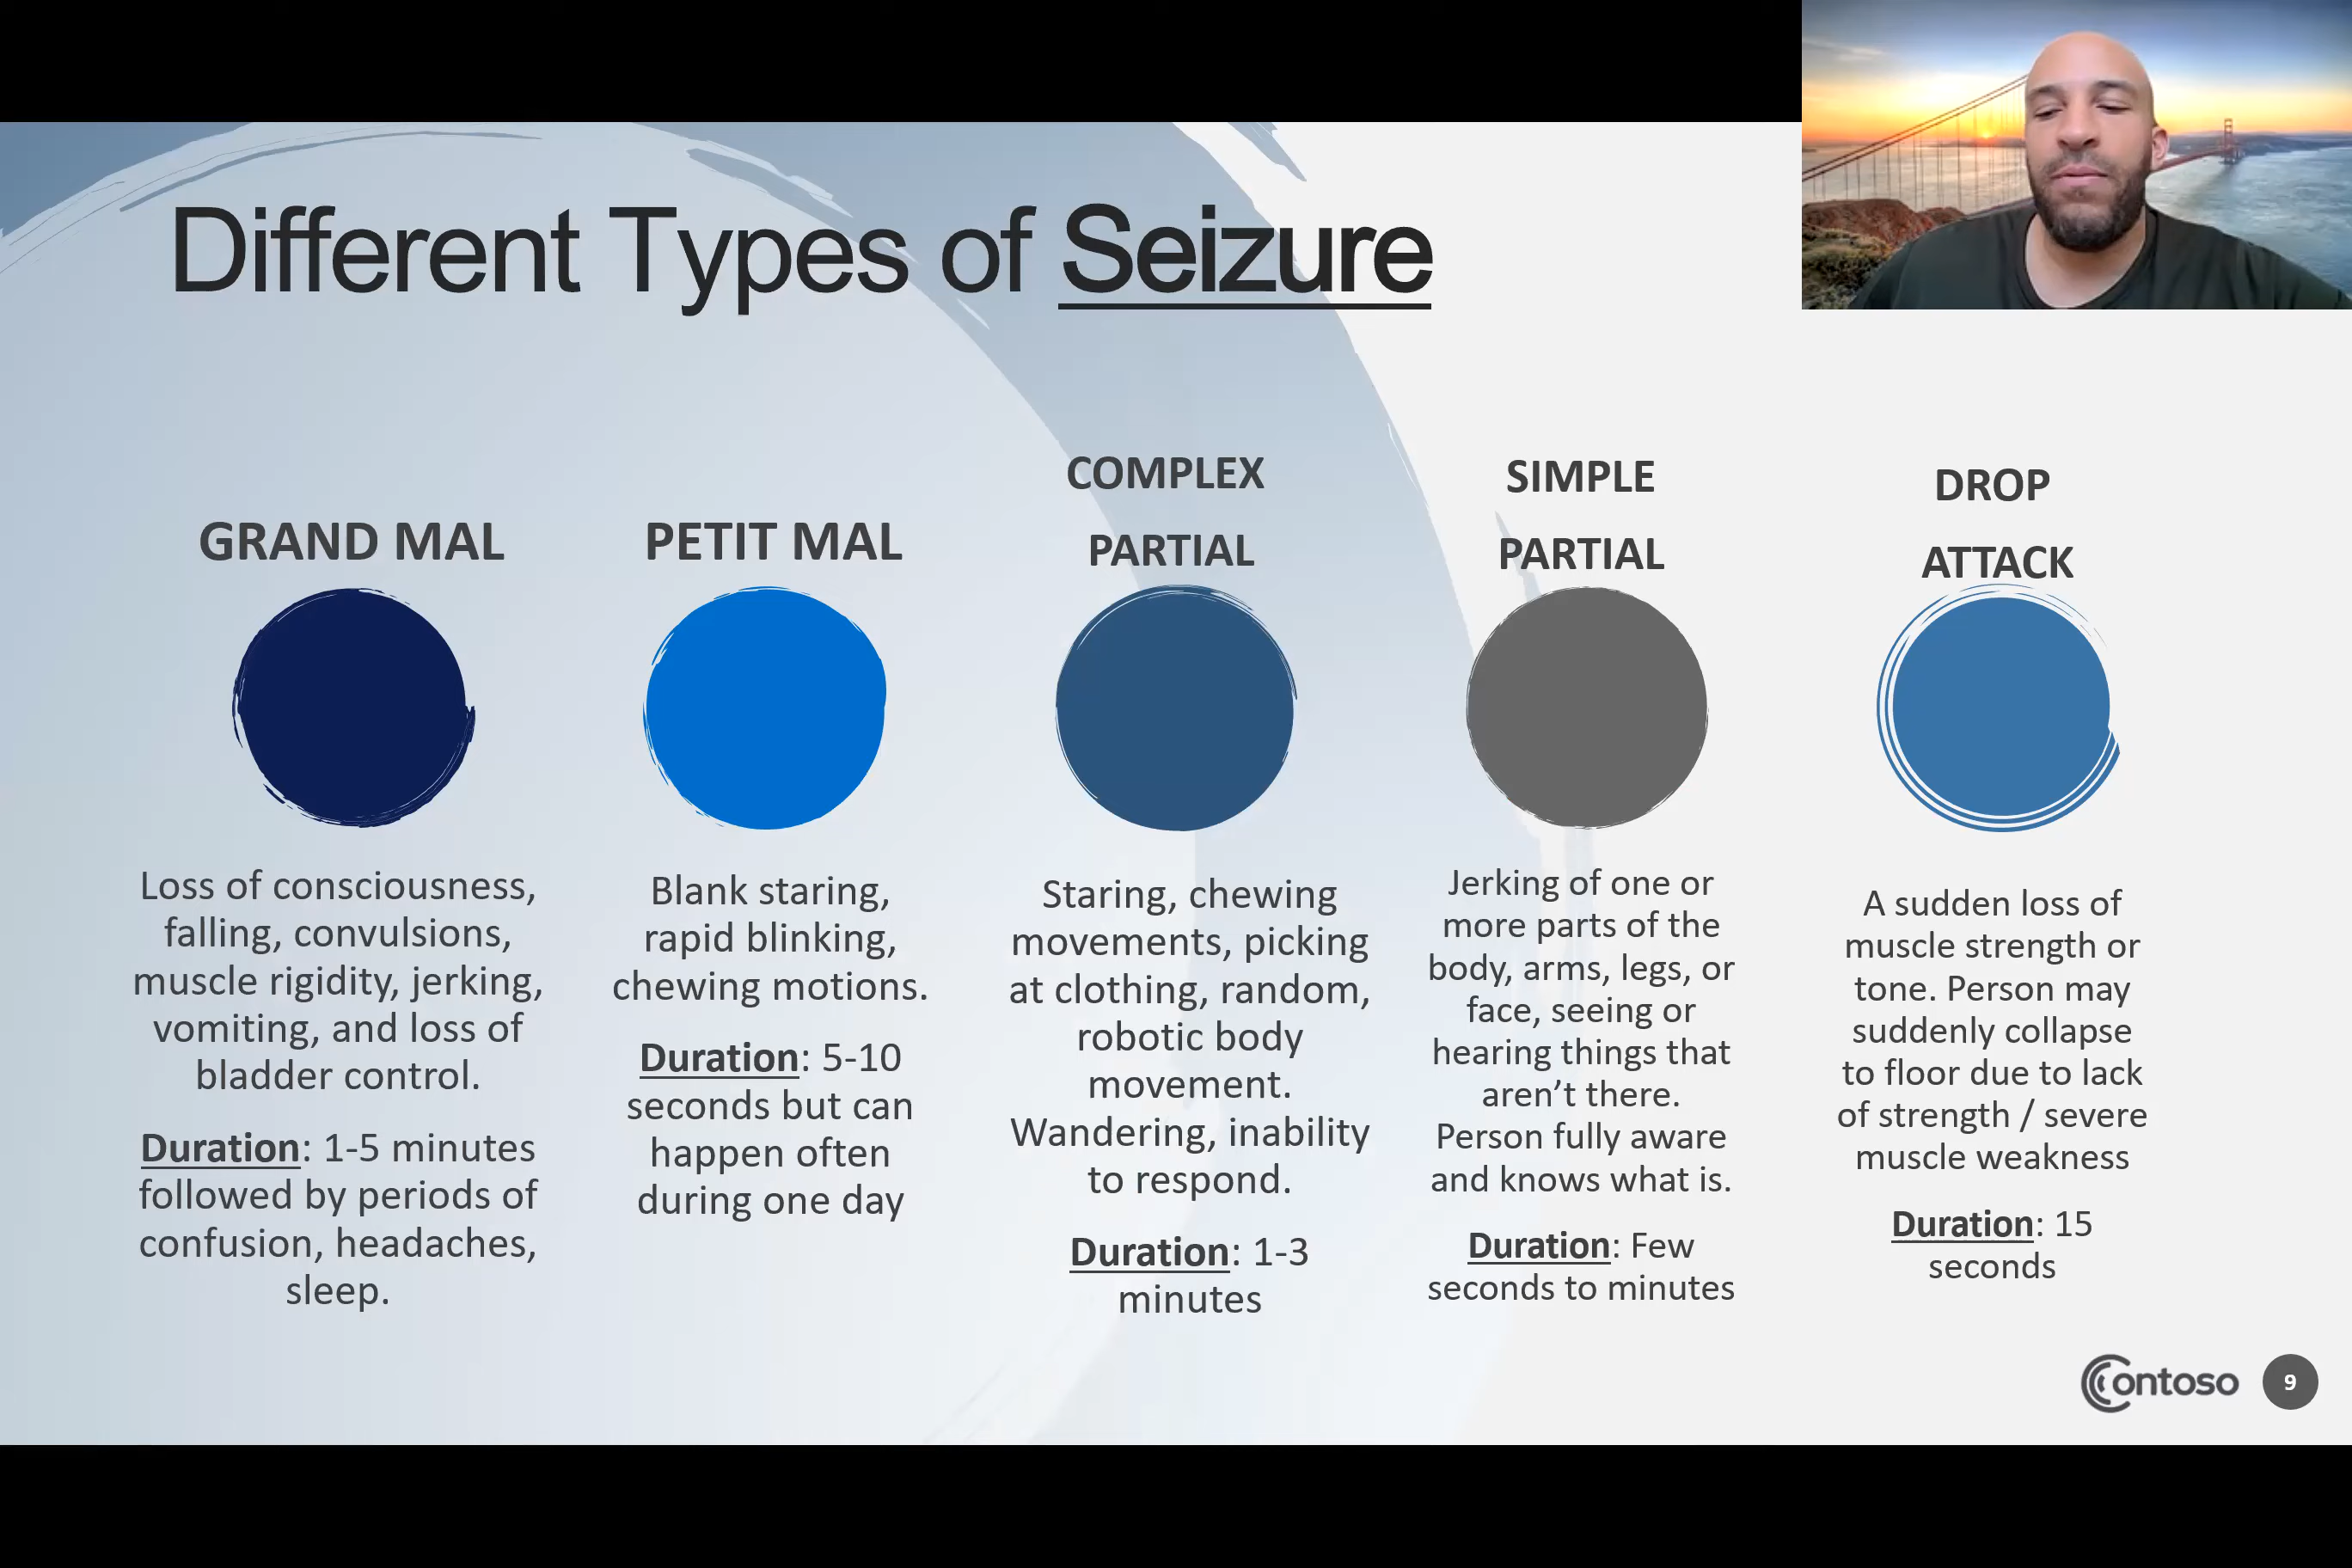 Different Types of Seizure
GRAND MAL
Loss of consciousness,
falling, convulsions,
muscle rigidity, jerking,
vomiting, and loss of
bladder control.
Duration: 1-5 minutes
followed by periods of
confusion, headaches,
sleep.
PETIT MAL
Blank staring,
rapid blinking,
chewing motions.
Duration: 5-10
seconds but can
happen often
during one day
COMPLEX
PARTIAL
Staring, chewing
movements, picking
at clothing, random,
robotic body
movement.
Wandering, inability
to respond.
Duration: 1-3
minutes
SIMPLE
PARTIAL
Jerking of one or
more parts of the
body, arms, legs, or
face, seeing or
hearing things that
aren’t there.
Person fully aware
and knows what is.
Duration: Few
seconds to minutes
DROP
ATTACK
A sudden loss of
muscle strength or
tone. Person may
suddenly collapse
to floor due to lack
of strength / severe
muscle weakness
Duration: 15
seconds
Contoso
9